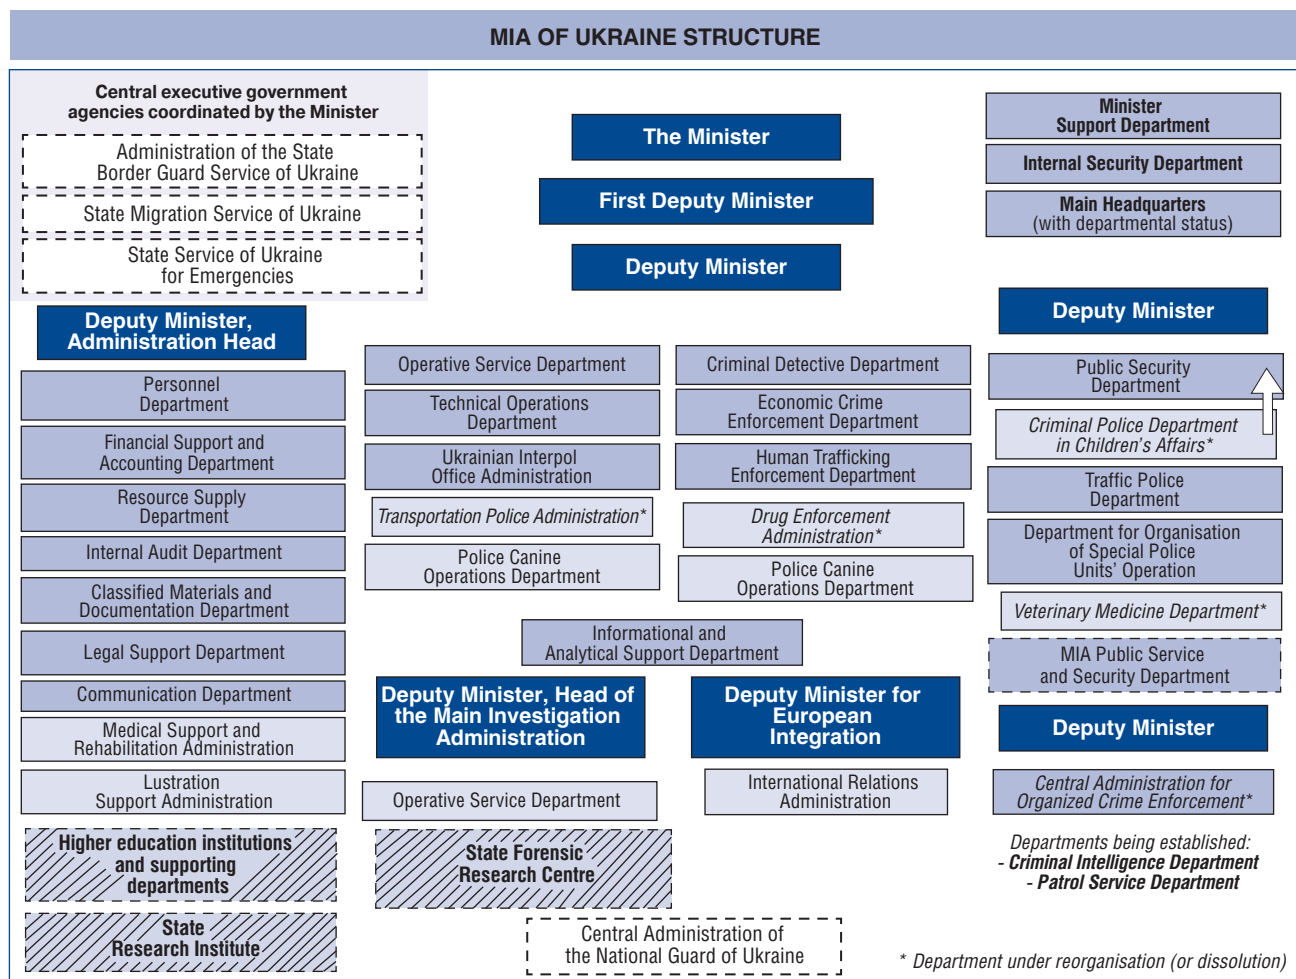 MIA OF UKRAINE STRUCTURE
Central executive government
agencies coordinated by the Minister
Administration of the State
Border Guard Service of Ukraine
State Migration Service of Ukraine
State Service of Ukraine
for Emergencies
The Minister
First Deputy Minister
Deputy Minister
Minister
Support Department
Internal Security Department
Main Headquarters
(with departmental status)
Deputy Minister,
Administration Head
Personnel
Department
Financial Support and
Accounting Department
Resource Supply
Department
Internal Audit Department
Classified Materials and
Documentation Department
Legal Support Department
Communication Department
Medical Support and
Rehabilitation Administration
Lustration
Support Administration
Higher education institutions
and supporting
departments
State
Research Institute
Operative Service Department
Technical Operations
Department
Ukrainian Interpol
Office Administration
Transportation Police Administration*
Police Canine
Operations Department
Criminal Detective Department
Economic Crime
Enforcement Department
Human Trafficking
Enforcement Department
Drug Enforcement
Administration*
Police Canine
Operations Department
Informational and
Analytical Support Department
Deputy Minister, Head of
the Main Investigation
Administration
Operative Service Department
State Forensic
Research Centre
Deputy Minister for
European
Integration
International Relations
Administration
Central Administration of
the National Guard of Ukraine
Deputy Minister
Public Security
Department
Criminal Police Department
in Children's Affairs*
Traffic Police
Department
Department for Organisation
of Special Police
Units' Operation
Veterinary Medicine Department*
MIA Public Service
and Security Department
Deputy Minister
Central Administration for
Organized Crime Enforcement*
Departments being established:
- Criminal Intelligence Department
- Patrol Service Department
* Department under reorganisation (or dissolution)